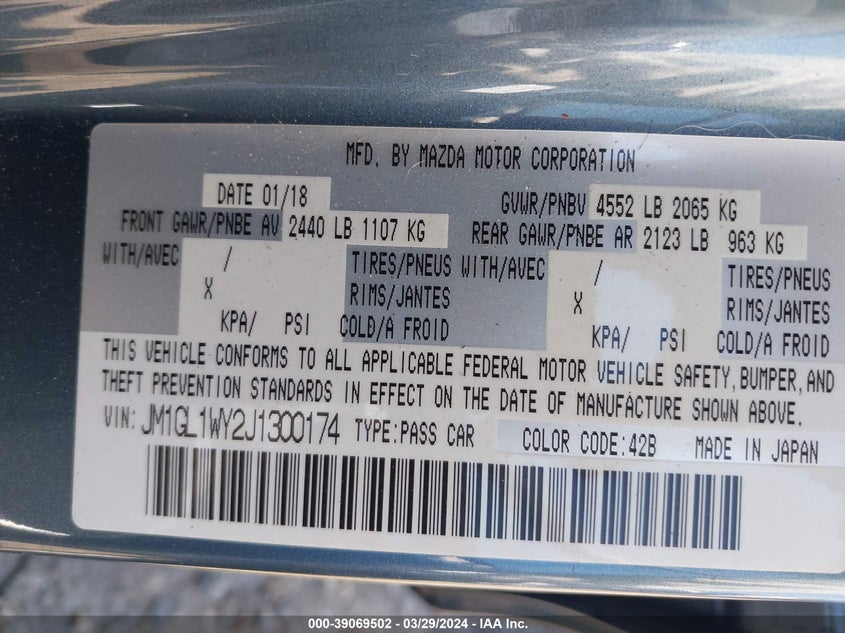 MFD. BY MAZDA MOTOR CORPORATION
DATE 01/18 GVWR/PNBV 4552 LB 2065 KG
FRONT GAWR/PNBE AV 2440 LB 1107 KG REAR GAWR/PNBE AR 2123 LB 963 KG
WITH/AVEC / TIRES/PNEUS WITH/AVEC / TIRES/PNEUS
X RIMS/JANTES X RIMS/JANTES
KPA/ PSI COLD/A FROID KPA/ PSI COLD/A FROID
THIS VEHICLE CONFORMS TO ALL APPLICABLE FEDERAL MOTOR VEHICLE SAFETY, BUMPER, AND
THEFT PREVENTION STANDARDS IN EFFECT ON THE DATE OF MANUFACTURE SHOWN ABOVE.
VIN: JM1GL1WY2J1300174 TYPE:PASS CAR COLOR CODE:42B MADE IN JAPAN
000-39069502 - 03/29/2024 - IAA Inc.